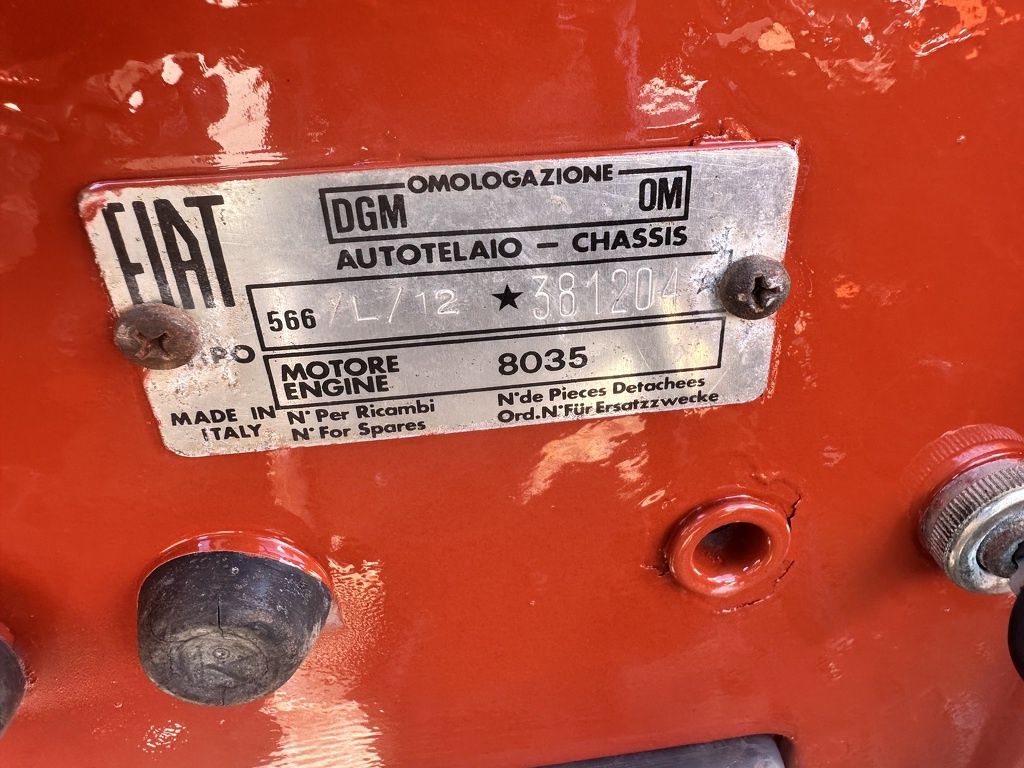 FIAT
OMOLOGAZIONE
DGM OM
AUTOTELAIO – CHASSIS
566 /L/12 ★ 381204
MOTORE
ENGINE
8035
MADE IN
ITALY
N° Per Ricambi
N° For Spares
N° de Pieces Detachees
Ord. N° Für Ersatzzwecke